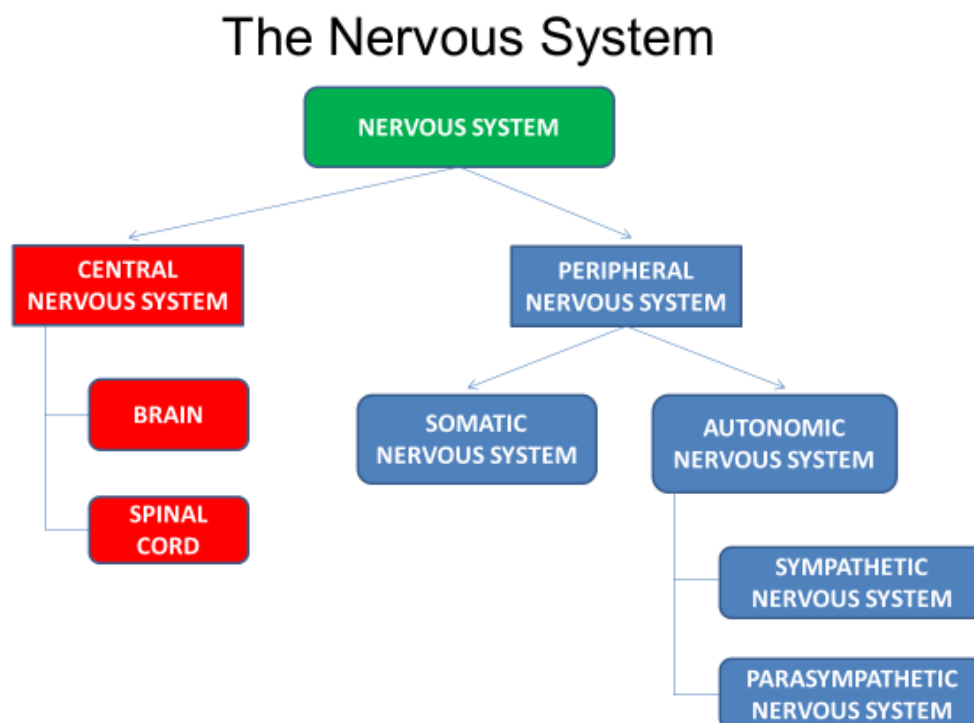 The Nervous System
NERVOUS SYSTEM
CENTRAL
NERVOUS SYSTEM
PERIPHERAL
NERVOUS SYSTEM
BRAIN
SPINAL
CORD
SOMATIC
NERVOUS SYSTEM
AUTONOMIC
NERVOUS SYSTEM
SYMPATHETIC
NERVOUS SYSTEM
PARASYMPATHETIC
NERVOUS SYSTEM